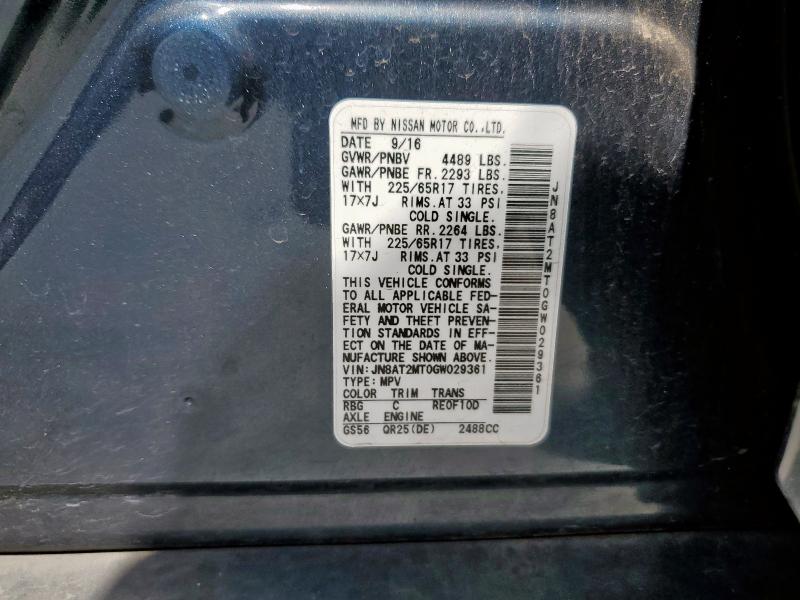 MFD BY NISSAN MOTOR CO.,LTD.
DATE 9/16
GVWR/PNBV 4489 LBS.
GAWR/PNBE FR. 2293 LBS.
WITH 225/65R17 TIRES.
17X7J RIMS.AT 33 PSI
COLD SINGLE.
GAWR/PNBE RR. 2264 LBS.
WITH 225/65R17 TIRES.
17X7J RIMS.AT 33 PSI
COLD SINGLE.
THIS VEHICLE CONFORMS
TO ALL APPLICABLE FED-
ERAL MOTOR VEHICLE SA-
FETY AND THEFT PREVEN-
TION STANDARDS IN EFF-
ECT ON THE DATE OF MA-
NUFACTURE SHOWN ABOVE.
VIN: JN8AT2MT0GW029361
TYPE: MPV
COLOR TRIM TRANS
RBG C RE0F10D
AXLE ENGINE
GS56 QR25(DE) 2488CC
JN8AT2MT0GW029361